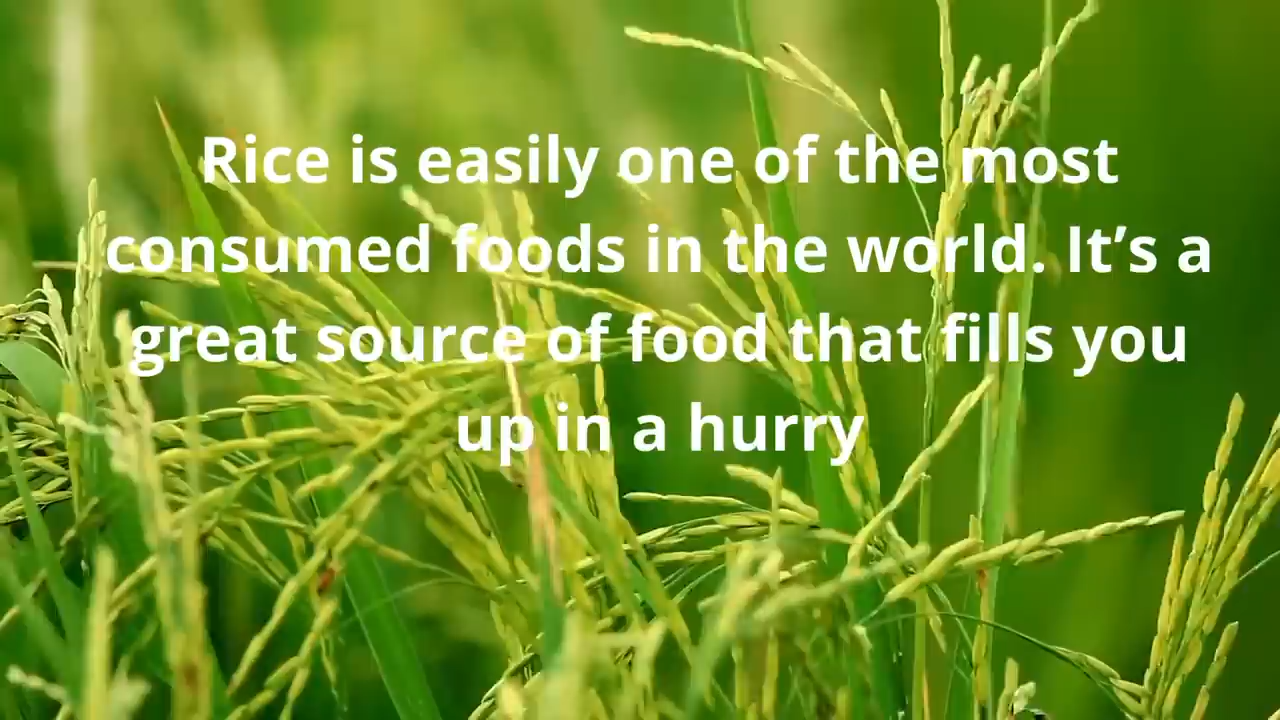 Rice is easily one of the most
consumed foods in the world. It’s a
great source of food that fills you
up in a hurry